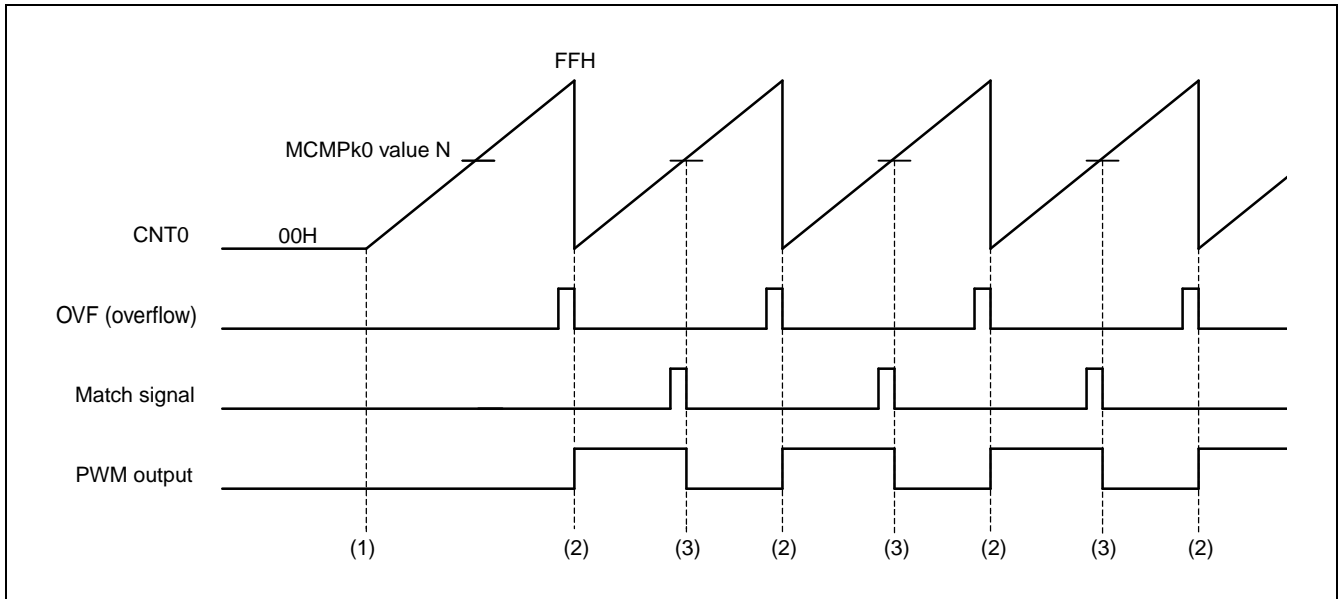 FFH
MCMPk0 value N
CNT0
00H
OVF (overflow)
Match signal
PWM output
(1) (2) (3) (2) (3) (2) (3) (2)